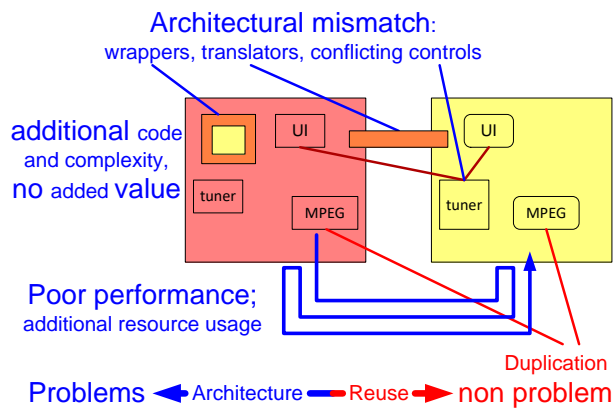 Architectural mismatch:
wrappers, translators, conflicting controls
additional code
and complexity,
no added value
UI
tuner
MPEG
UI
tuner
MPEG
Poor performance;
additional resource usage
Duplication
Problems Architecture Reuse non problem